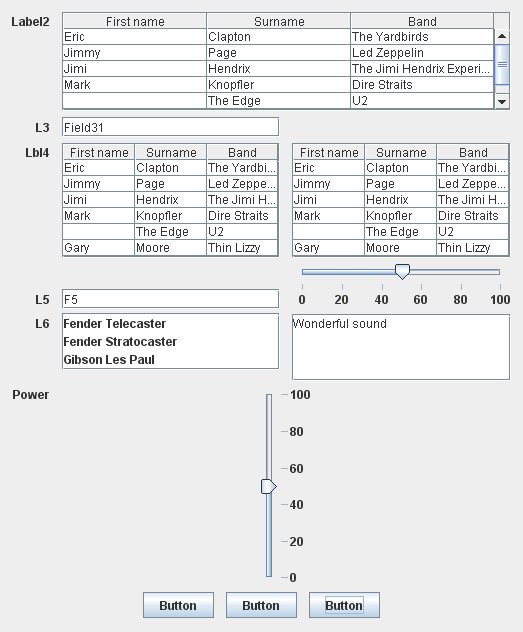 Label2 First name Surname Band
Eric Clapton The Yardbirds
Jimmy Page Led Zeppelin
Jimi Hendrix The Jimi Hendrix Experi...
Mark Knopfler Dire Straits
The Edge U2
L3 Field31
Lbl4 First name Surname Band First name Surname Band
Eric Clapton The Yardbi... Eric Clapton The Yardbi...
Jimmy Page Led Zeppe... Jimmy Page Led Zeppe...
Jimi Hendrix The Jimi H... Jimi Hendrix The Jimi H...
Mark Knopfler Dire Straits Mark Knopfler Dire Straits
The Edge U2 The Edge U2
Gary Moore Thin Lizzy Gary Moore Thin Lizzy
L5 F5 0 20 40 60 80 100
L6 Fender Telecaster Wonderful sound
Fender Stratocaster
Gibson Les Paul
Power 100
80
60
40
20
0
Button Button Button